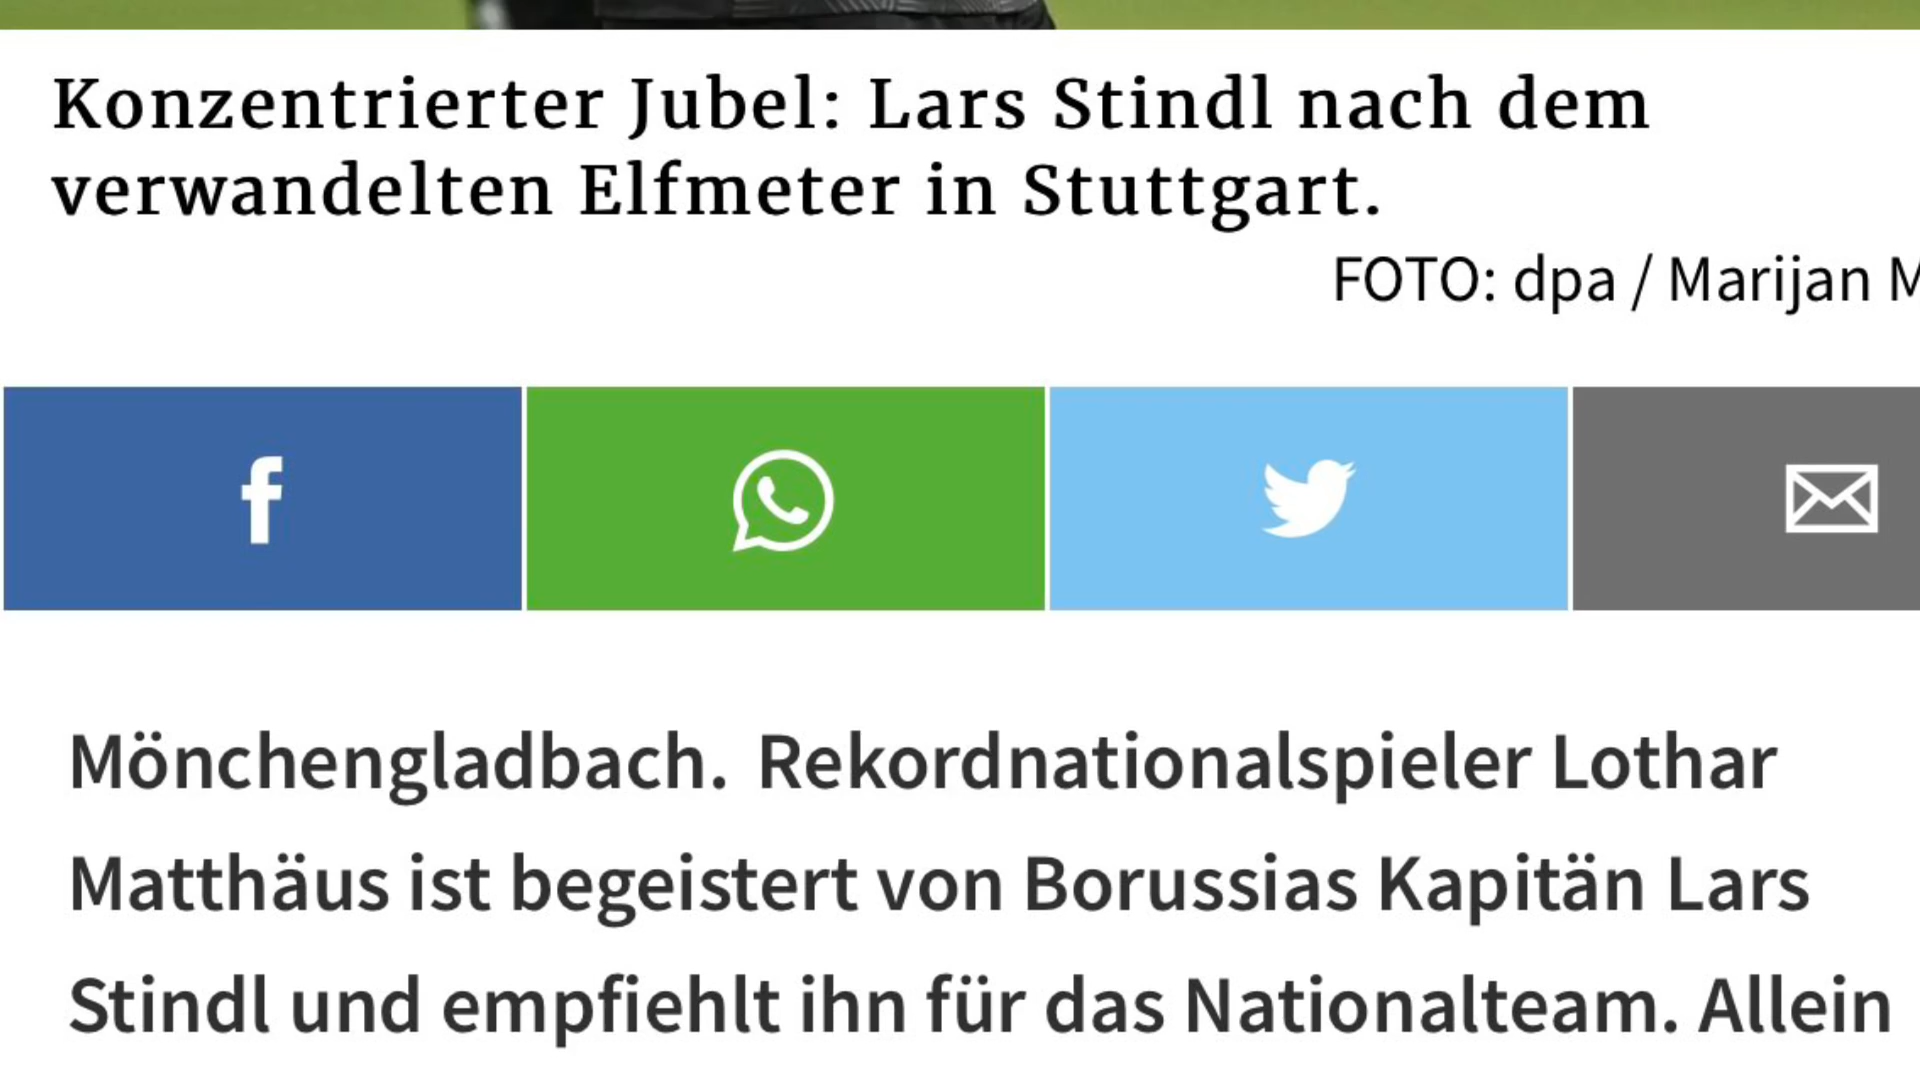 Konzentrierter Jubel: Lars Stindl nach dem
verwandelten Elfmeter in Stuttgart.
FOTO: dpa / Marijan M
Mönchengladbach. Rekordnationalspieler Lothar
Matthäus ist begeistert von Borussias Kapitän Lars
Stindl und empfiehlt ihn für das Nationalteam. Allein